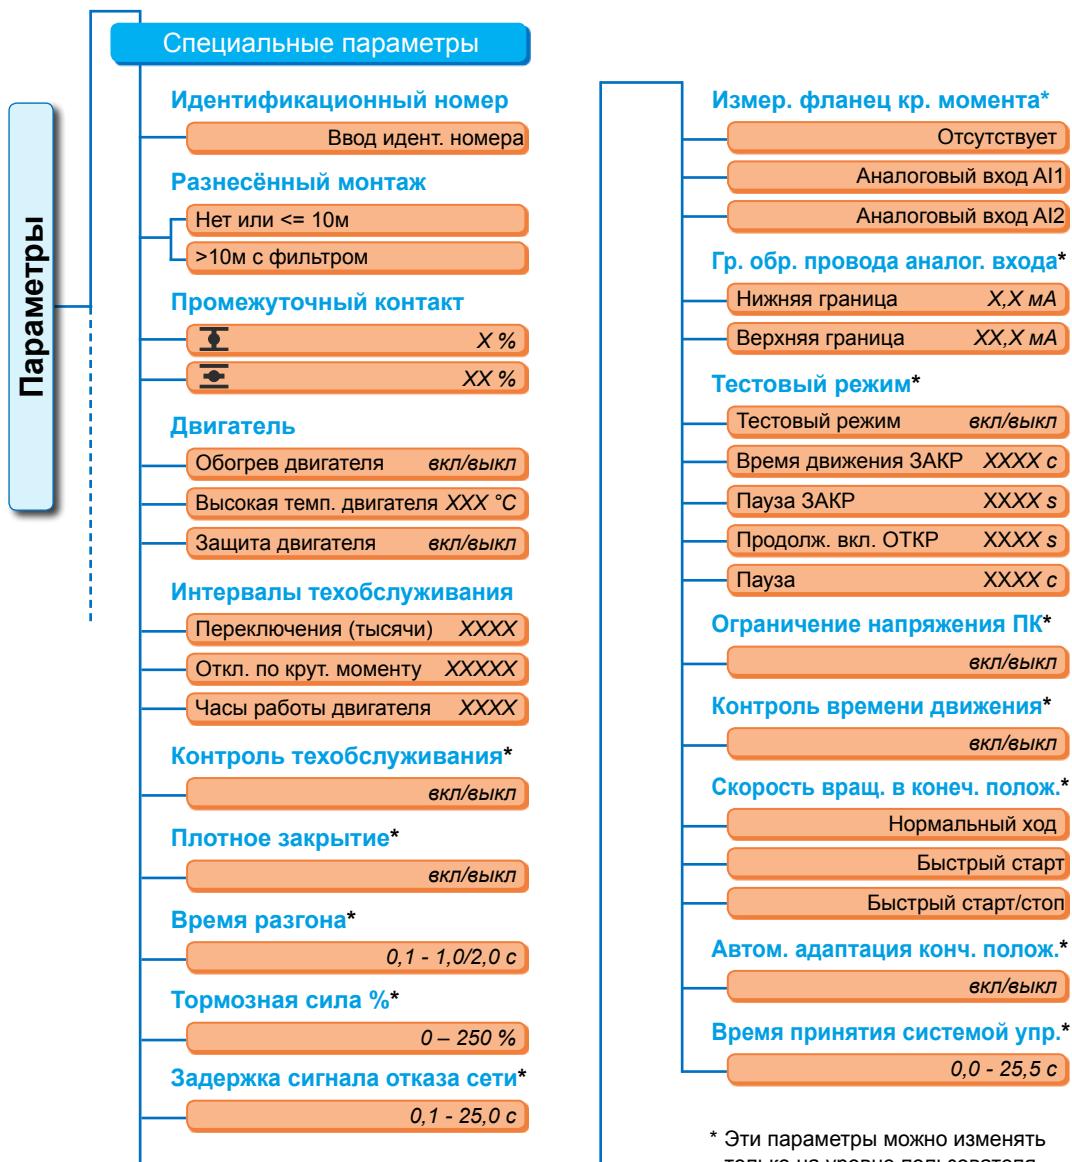 Параметры
Специальные параметры
Идентификационный номер
Ввод идент. номера
Разнесённый монтаж
Нет или <= 10м
>10м с фильтром
Промежуточный контакт
X %
XX %
Двигатель
Обогрев двигателя вкл/выкл
Высокая темп. двигателя XXX °C
Защита двигателя вкл/выкл
Интервалы техобслуживания
Переключения (тысячи) XXXX
Откл. по крут. моменту XXXXX
Часы работы двигателя XXXX
Контроль техобслуживания*
вкл/выкл
Плотное закрытие*
вкл/выкл
Время разгона*
0,1 - 1,0/2,0 с
Тормозная сила %*
0 – 250 %
Задержка сигнала отказа сети*
0,1 - 25,0 с
Измер. фланец кр. момента*
Отсутствует
Аналоговый вход AI1
Аналоговый вход AI2
Гр. обр. провода аналог. входа*
Нижняя граница X,X мА
Верхняя граница XX,X мА
Тестовый режим*
Тестовый режим вкл/выкл
Время движения ЗАКР XXXX с
Пауза ЗАКР XXXX s
Продолж. вкл. ОТКР XXXX s
Пауза XXXX с
Ограничение напряжения ПК*
вкл/выкл
Контроль времени движения*
вкл/выкл
Скорость вращ. в конеч. полож.*
Нормальный ход
Быстрый старт
Быстрый старт/стоп
Автом. адаптация конч. полож.*
вкл/выкл
Время принятия системой упр.*
0,0 - 25,5 с
* Эти параметры можно изменять
только на уровне пользователя